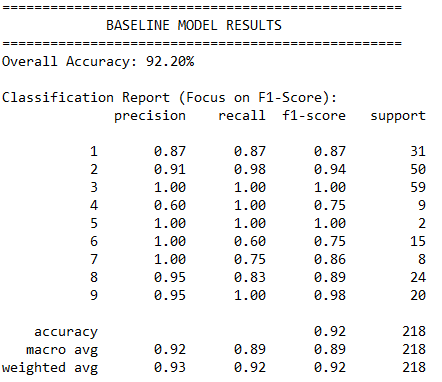 ==================================================
BASELINE MODEL RESULTS
==================================================
Overall Accuracy: 92.20%
Classification Report (Focus on F1-Score):
precision recall f1-score support
1 0.87 0.87 0.87 31
2 0.91 0.98 0.94 50
3 1.00 1.00 1.00 59
4 0.60 1.00 0.75 9
5 1.00 1.00 1.00 2
6 1.00 0.60 0.75 15
7 1.00 0.75 0.86 8
8 0.95 0.83 0.89 24
9 0.95 1.00 0.98 20
accuracy 0.92 218
macro avg 0.92 0.89 0.89 218
weighted avg 0.93 0.92 0.92 218